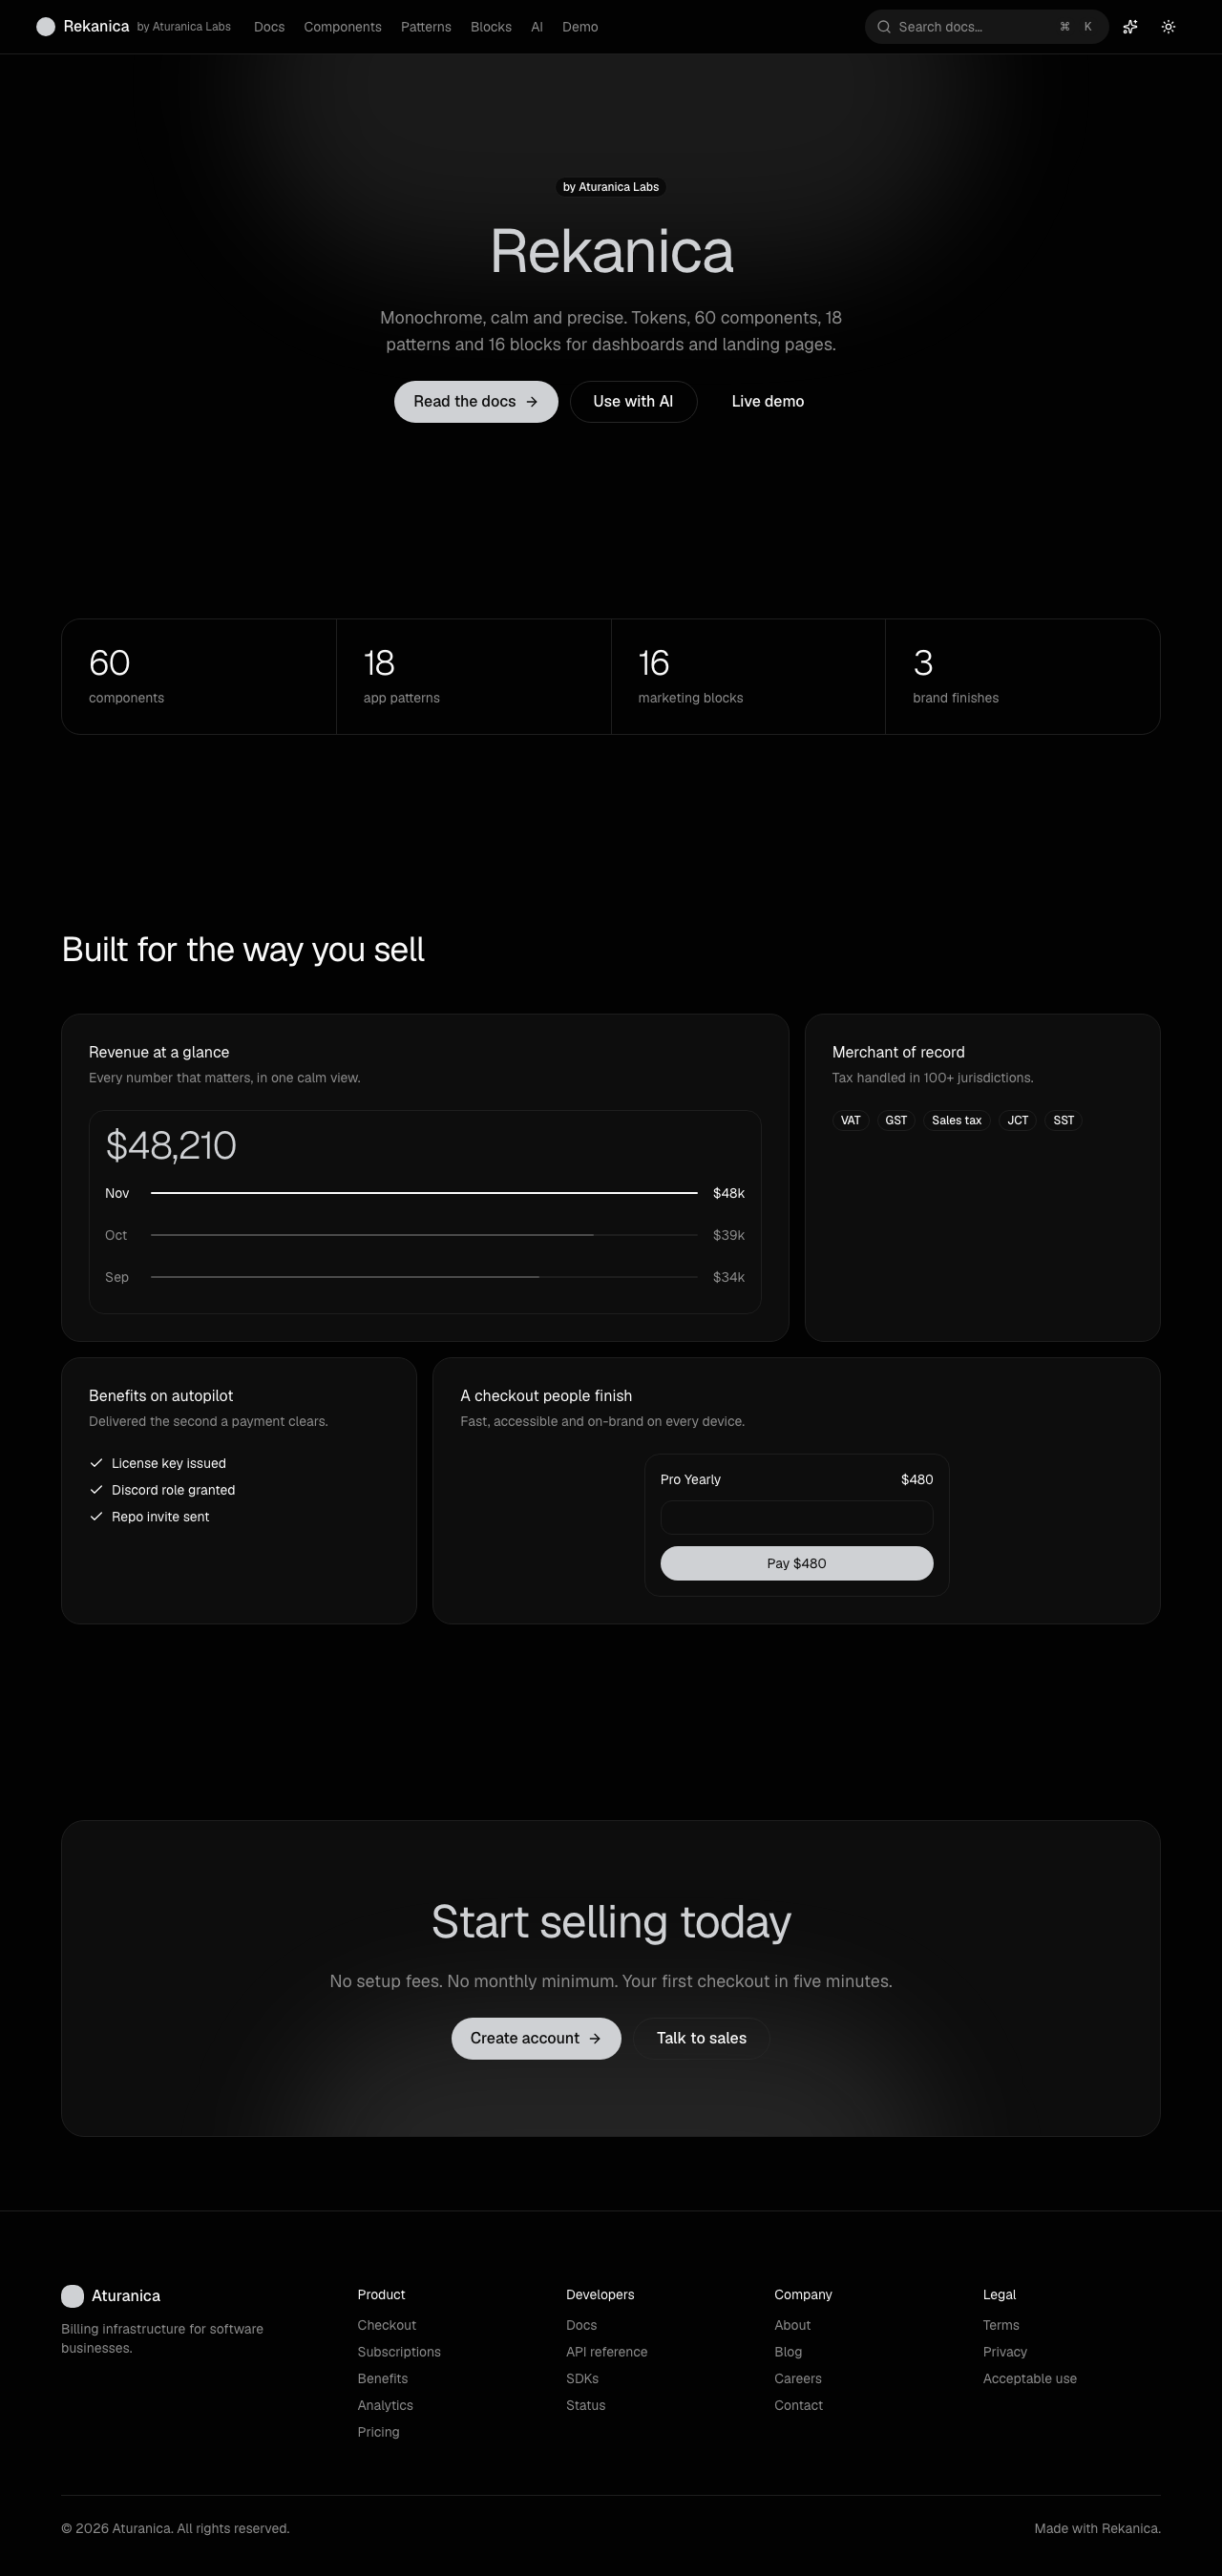 Rekanica by Aturanica Labs Docs Components Patterns Blocks AI Demo Search docs... ⌘ K
by Aturanica Labs
Rekanica
Monochrome, calm and precise. Tokens, 60 components, 18
patterns and 16 blocks for dashboards and landing pages.
Read the docs Use with AI Live demo
60 18 16 3
components app patterns marketing blocks brand finishes
Built for the way you sell
Revenue at a glance
Every number that matters, in one calm view.
$48,210
Nov $48k
Oct $39k
Sep $34k
Merchant of record
Tax handled in 100+ jurisdictions.
VAT GST Sales tax JCT SST
Benefits on autopilot
Delivered the second a payment clears.
License key issued
Discord role granted
Repo invite sent
A checkout people finish
Fast, accessible and on-brand on every device.
Pro Yearly $480
Pay $480
Start selling today
No setup fees. No monthly minimum. Your first checkout in five minutes.
Create account Talk to sales
Aturanica
Billing infrastructure for software
businesses.
Product
Checkout
Subscriptions
Benefits
Analytics
Pricing
Developers
Docs
API reference
SDKs
Status
Company
About
Blog
Careers
Contact
Legal
Terms
Privacy
Acceptable use
© 2026 Aturanica. All rights reserved. Made with Rekanica.